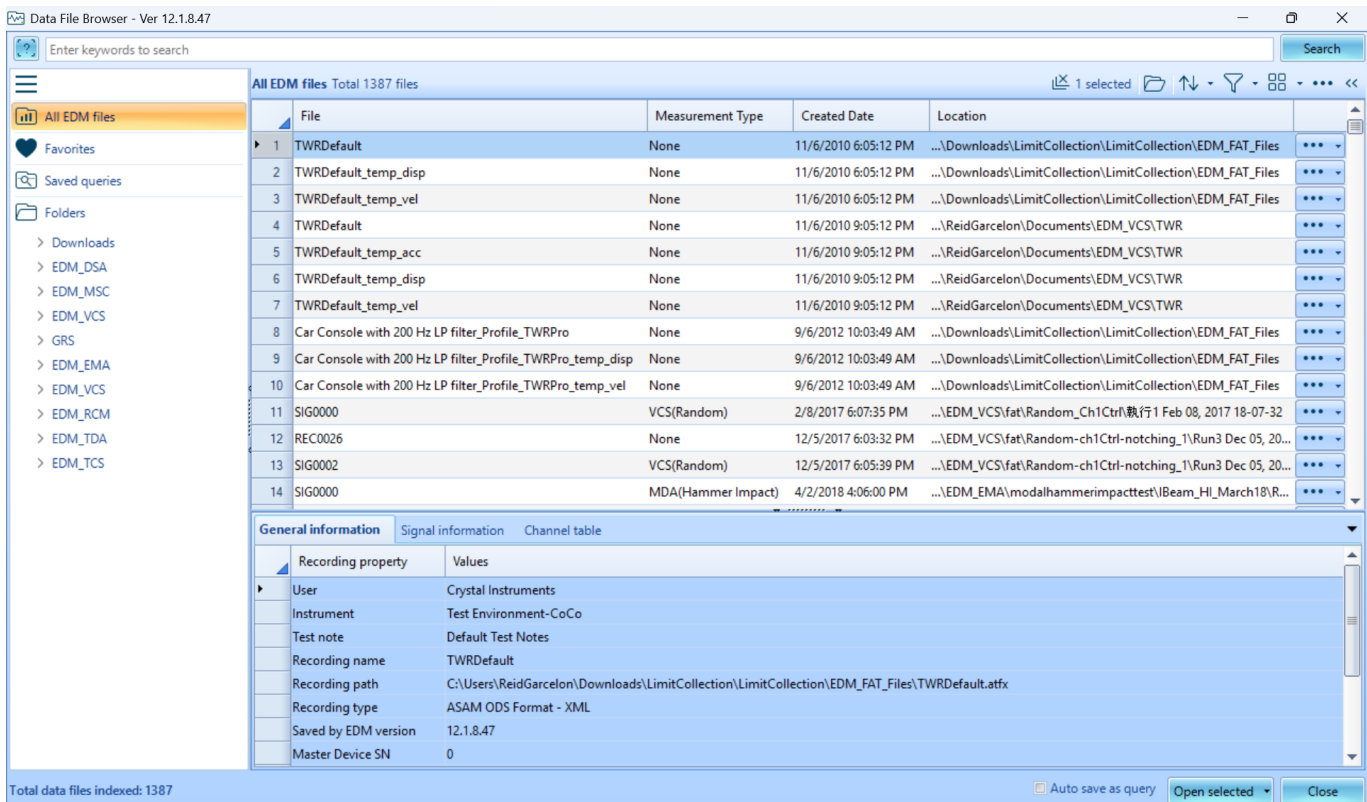 Data File Browser - Ver 12.1.8.47
Enter keywords to search
Search
All EDM files Total 1387 files
1 selected
All EDM files
Favorites
Saved queries
Folders
Downloads
EDM_DSA
EDM_MSC
EDM_VCS
GRS
EDM_EMA
EDM_VCS
EDM_RCM
EDM_TDA
EDM_TCS
File Measurement Type Created Date Location
1 TWRDefault None 11/6/2010 6:05:12 PM ...\Downloads\LimitCollection\LimitCollection\EDM_FAT_Files
2 TWRDefault_temp_disp None 11/6/2010 6:05:12 PM ...\Downloads\LimitCollection\LimitCollection\EDM_FAT_Files
3 TWRDefault_temp_vel None 11/6/2010 6:05:12 PM ...\Downloads\LimitCollection\LimitCollection\EDM_FAT_Files
4 TWRDefault None 11/6/2010 9:05:12 PM ...\ReidGarcelon\Documents\EDM_VCS\TWR
5 TWRDefault_temp_acc None 11/6/2010 9:05:12 PM ...\ReidGarcelon\Documents\EDM_VCS\TWR
6 TWRDefault_temp_disp None 11/6/2010 9:05:12 PM ...\ReidGarcelon\Documents\EDM_VCS\TWR
7 TWRDefault_temp_vel None 11/6/2010 9:05:12 PM ...\ReidGarcelon\Documents\EDM_VCS\TWR
8 Car Console with 200 Hz LP filter_Profile_TWRPro None 9/6/2012 10:03:49 AM ...\Downloads\LimitCollection\LimitCollection\EDM_FAT_Files
9 Car Console with 200 Hz LP filter_Profile_TWRPro_temp_disp None 9/6/2012 10:03:49 AM ...\Downloads\LimitCollection\LimitCollection\EDM_FAT_Files
10 Car Console with 200 Hz LP filter_Profile_TWRPro_temp_vel None 9/6/2012 10:03:49 AM ...\Downloads\LimitCollection\LimitCollection\EDM_FAT_Files
11 SIG0000 VCS(Random) 2/8/2017 6:07:35 PM ...\EDM_VCS\fat\Random_Ch1Ctrl\執行1 Feb 08, 2017 18-07-32
12 REC0026 None 12/5/2017 6:03:32 PM ...\EDM_VCS\fat\Random-ch1Ctrl-notching_1\Run3 Dec 05, 20...
13 SIG0002 VCS(Random) 12/5/2017 6:05:39 PM ...\EDM_VCS\fat\Random-ch1Ctrl-notching_1\Run3 Dec 05, 20...
14 SIG0000 MDA(Hammer Impact) 4/2/2018 4:06:00 PM ...\EDM_EMA\modalhammerimpacttest\IBeam_HI_March18\R...
General information Signal information Channel table
Recording property Values
User Crystal Instruments
Instrument Test Environment-CoCo
Test note Default Test Notes
Recording name TWRDefault
Recording path C:\Users\ReidGarcelon\Downloads\LimitCollection\LimitCollection\EDM_FAT_Files\TWRDefault.atfx
Recording type ASAM ODS Format - XML
Saved by EDM version 12.1.8.47
Master Device SN 0
Total data files indexed: 1387
Auto save as query
Open selected
Close